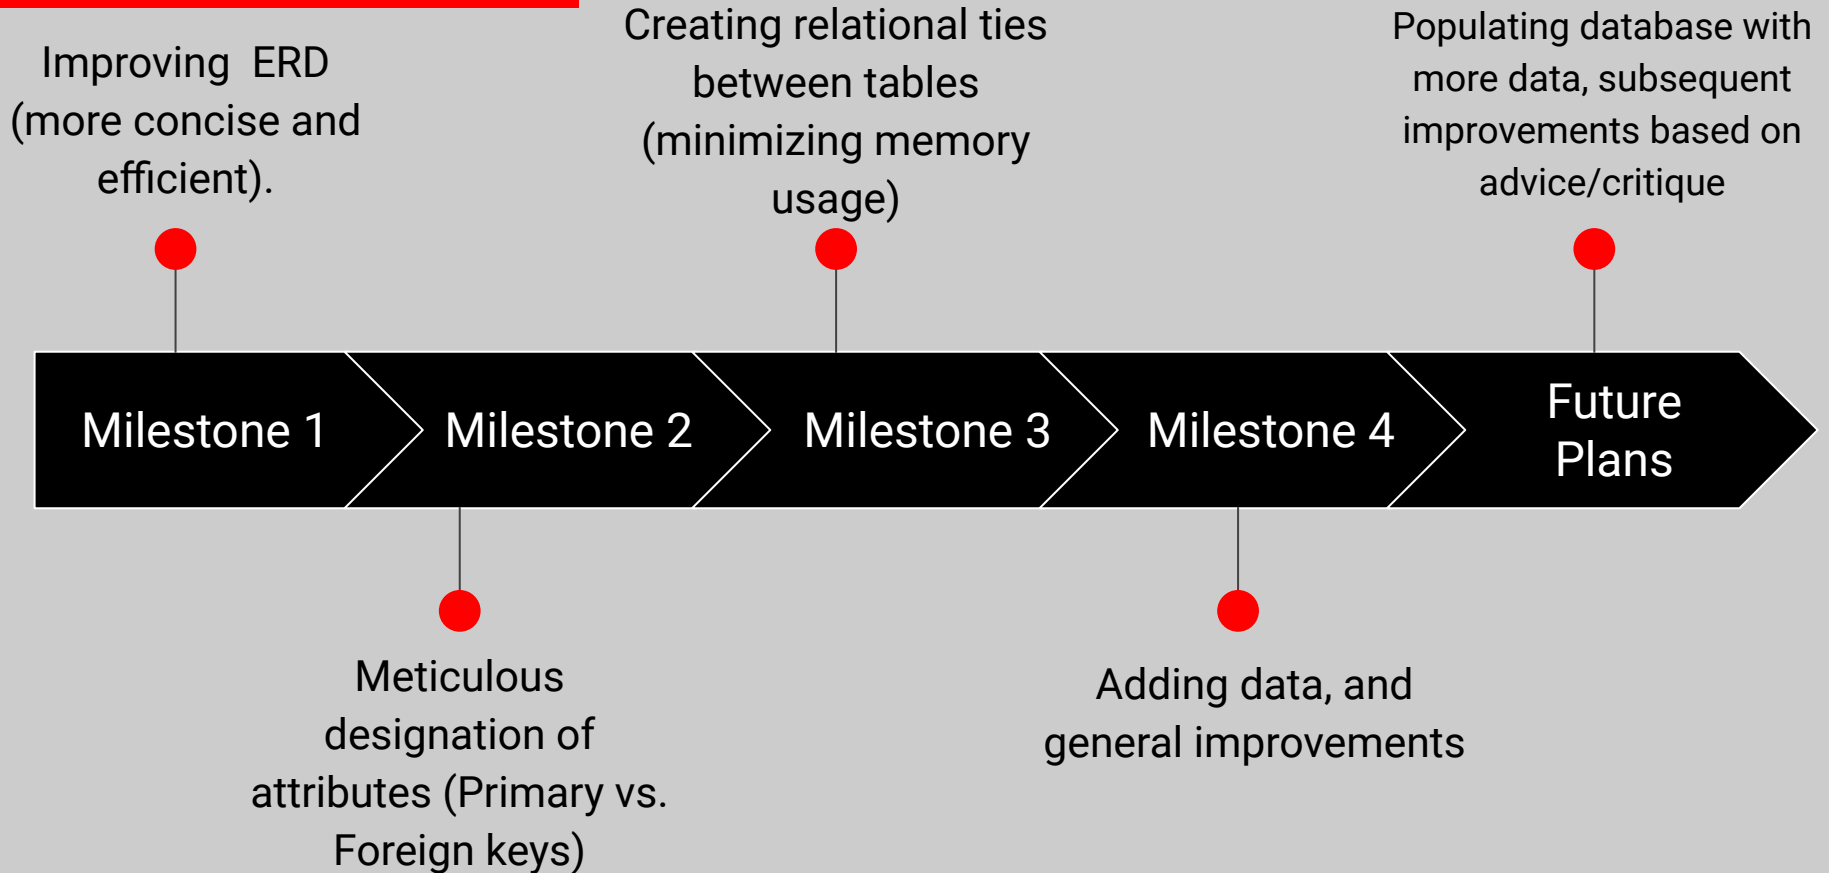 Improving  ERD
(more concise and
efficient).
Creating relational ties
between tables
(minimizing memory
usage)
Populating database with
more data, subsequent
improvements based on
advice/critique
Milestone 1
Milestone 2
Milestone 3
Milestone 4
Future
Plans
Meticulous
designation of
attributes (Primary vs.
Foreign keys)
Adding data, and
general improvements